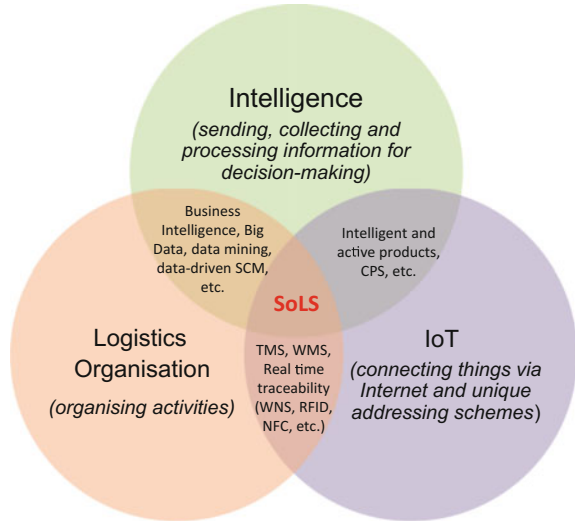 Intelligence
(sending, collecting and
processing information for
decision-making)
Business
Intelligence, Big
Data, data mining,
data-driven SCM,
etc.
Intelligent and
active products,
CPS, etc.
SoLS
Logistics
Organisation
(organising activities)
TMS, WMS,
Real time
traceability
(WNS, RFID,
NFC, etc.)
IoT
(connecting things via
Internet and unique
addressing schemes)